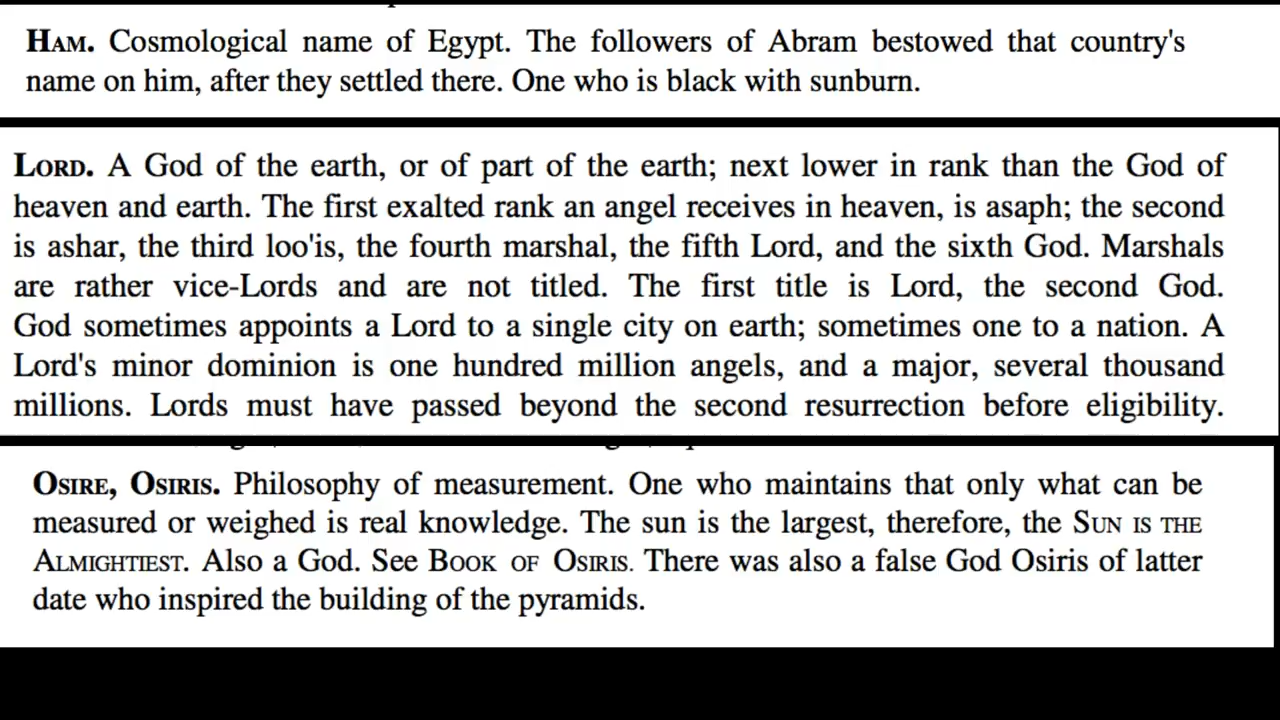 HAM. Cosmological name of Egypt. The followers of Abram bestowed that country's
name on him, after they settled there. One who is black with sunburn.
LORD. A God of the earth, or of part of the earth; next lower in rank than the God of
heaven and earth. The first exalted rank an angel receives in heaven, is asaph; the second
is ashar, the third loo'is, the fourth marshal, the fifth Lord, and the sixth God. Marshals
are rather vice-Lords and are not titled. The first title is Lord, the second God.
God sometimes appoints a Lord to a single city on earth; sometimes one to a nation. A
Lord's minor dominion is one hundred million angels, and a major, several thousand
millions. Lords must have passed beyond the second resurrection before eligibility.
OSIRE, OSIRIS. Philosophy of measurement. One who maintains that only what can be
measured or weighed is real knowledge. The sun is the largest, therefore, the SUN IS THE
ALMIGHTIEST. Also a God. See BOOK OF OSIRIS. There was also a false God Osiris of latter
date who inspired the building of the pyramids.